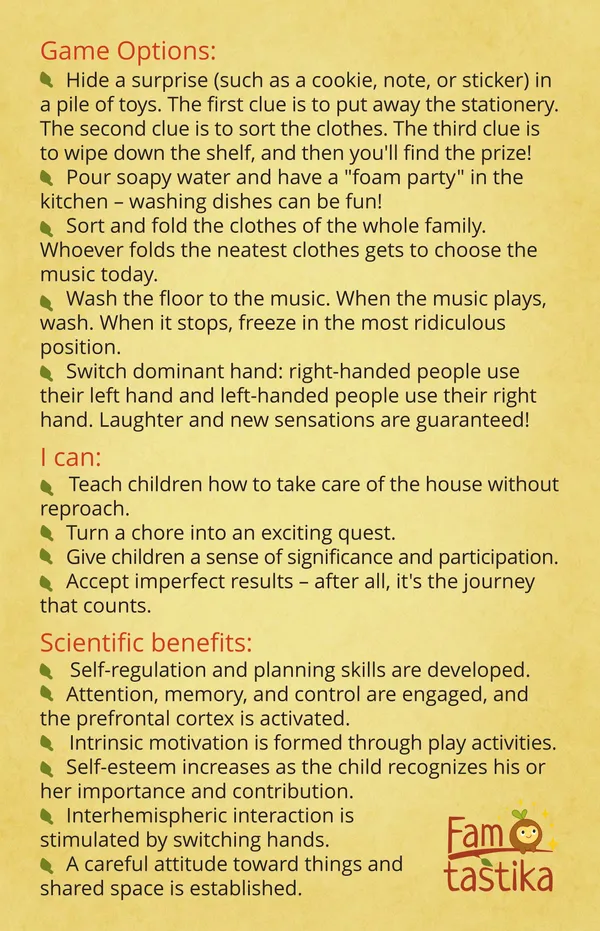 Game Options:
Hide a surprise (such as a cookie, note, or sticker) in
a pile of toys. The first clue is to put away the stationery.
The second clue is to sort the clothes. The third clue is
to wipe down the shelf, and then you'll find the prize!
Pour soapy water and have a "foam party" in the
kitchen – washing dishes can be fun!
Sort and fold the clothes of the whole family.
Whoever folds the neatest clothes gets to choose the
music today.
Wash the floor to the music. When the music plays,
wash. When it stops, freeze in the most ridiculous
position.
Switch dominant hand: right-handed people use
their left hand and left-handed people use their right
hand. Laughter and new sensations are guaranteed!
I can:
Teach children how to take care of the house without
reproach.
Turn a chore into an exciting quest.
Give children a sense of significance and participation.
Accept imperfect results – after all, it's the journey
that counts.
Scientific benefits:
Self-regulation and planning skills are developed.
Attention, memory, and control are engaged, and
the prefrontal cortex is activated.
Intrinsic motivation is formed through play activities.
Self-esteem increases as the child recognizes his or
her importance and contribution.
Interhemispheric interaction is
stimulated by switching hands.
A careful attitude toward things and
shared space is established.
Fam
tastika